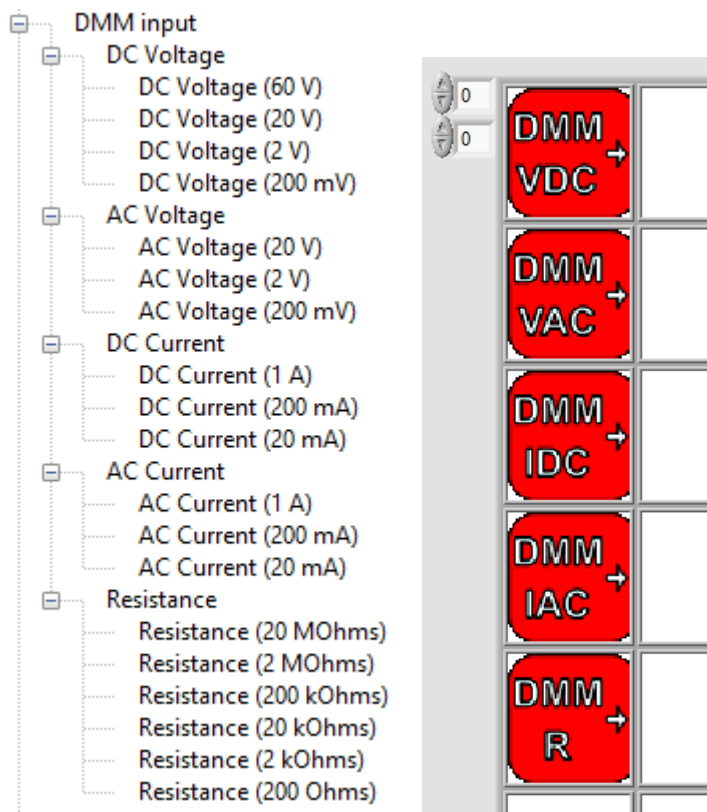 DMM input
DC Voltage
DC Voltage (60 V)
DC Voltage (20 V)
DC Voltage (2 V)
DC Voltage (200 mV)
AC Voltage
AC Voltage (20 V)
AC Voltage (2 V)
AC Voltage (200 mV)
DC Current
DC Current (1 A)
DC Current (200 mA)
DC Current (20 mA)
AC Current
AC Current (1 A)
AC Current (200 mA)
AC Current (20 mA)
Resistance
Resistance (20 MOhms)
Resistance (2 MOhms)
Resistance (200 kOhms)
Resistance (20 kOhms)
Resistance (2 kOhms)
Resistance (200 Ohms)
0
0
DMM
VDC
DMM
VAC
DMM
IDC
DMM
IAC
DMM
R